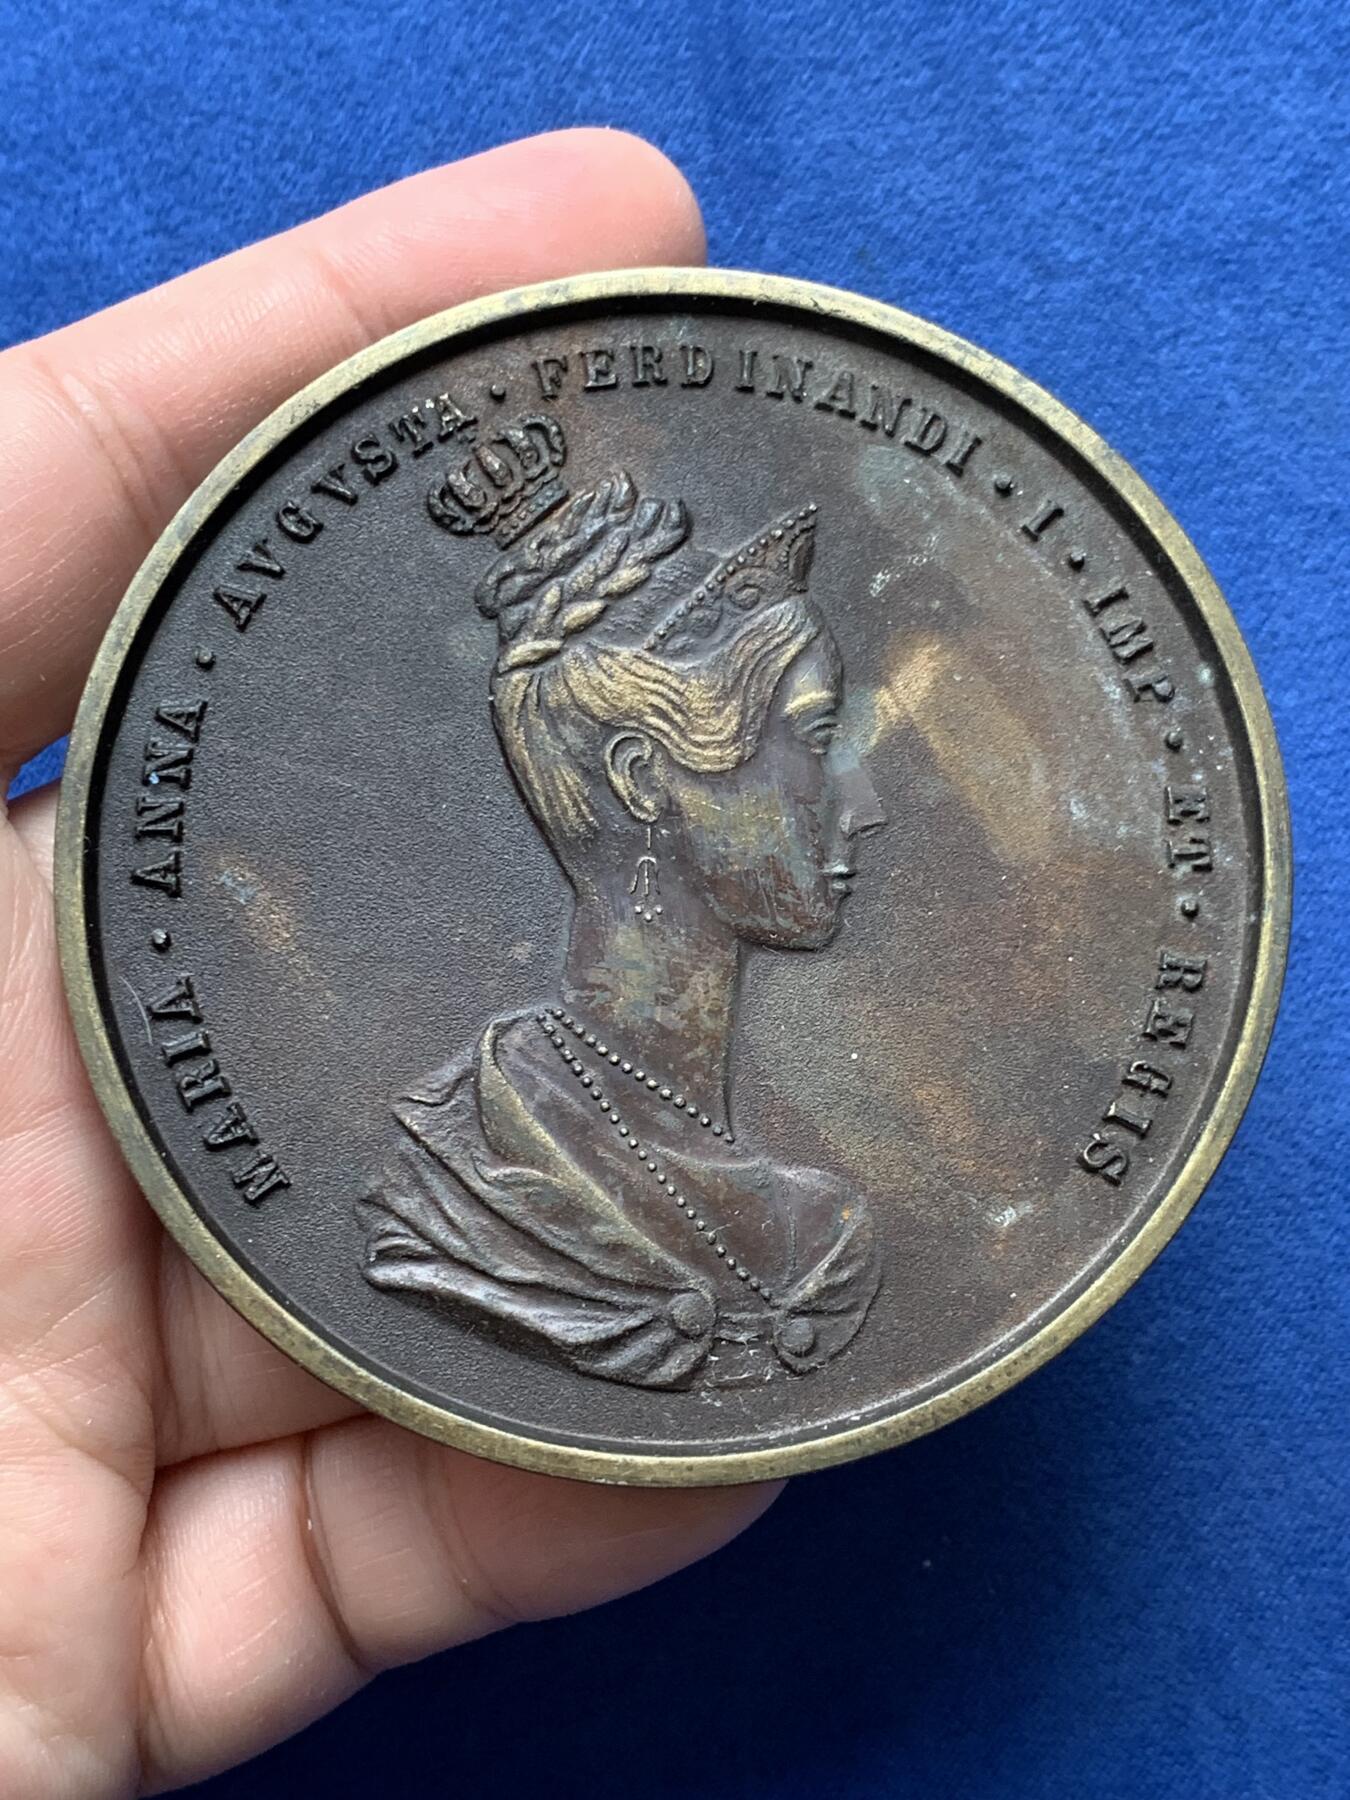 MARIA · ANNA · AVGVSTA · FERDINANDI · I · IMP · ET · REGIS